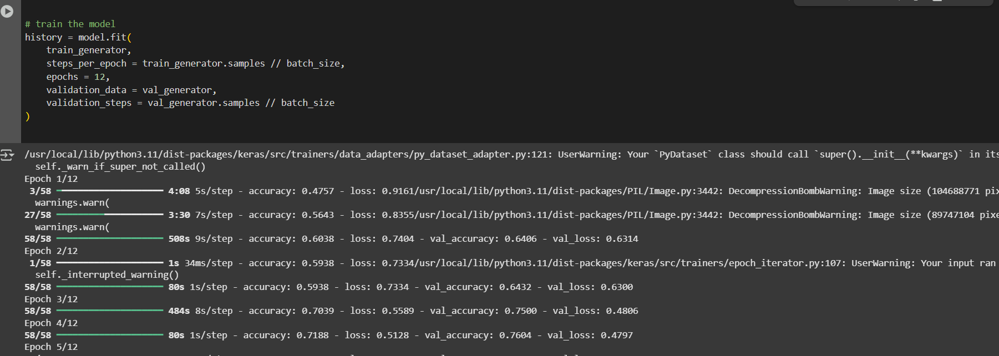 # train the model
history = model.fit(
    train_generator,
    steps_per_epoch = train_generator.samples // batch_size,
    epochs = 12,
    validation_data = val_generator,
    validation_steps = val_generator.samples // batch_size
)
/usr/local/lib/python3.11/dist-packages/keras/src/trainers/data_adapters/py_dataset_adapter.py:121: UserWarning: Your `PyDataset` class should call `super().__init__(**kwargs)` in its
  self._warn_if_super_not_called()
Epoch 1/12
 3/58 4:08 5s/step - accuracy: 0.4757 - loss: 0.9161/usr/local/lib/python3.11/dist-packages/PIL/Image.py:3442: DecompressionBombWarning: Image size (104688771 pix
  warnings.warn(
27/58 3:30 7s/step - accuracy: 0.5643 - loss: 0.8355/usr/local/lib/python3.11/dist-packages/PIL/Image.py:3442: DecompressionBombWarning: Image size (89747104 pixe
  warnings.warn(
58/58 508s 9s/step - accuracy: 0.6038 - loss: 0.7404 - val_accuracy: 0.6406 - val_loss: 0.6314
Epoch 2/12
 1/58 1s 34ms/step - accuracy: 0.5938 - loss: 0.7334/usr/local/lib/python3.11/dist-packages/keras/src/trainers/epoch_iterator.py:107: UserWarning: Your input ran
  self._interrupted_warning()
58/58 80s 1s/step - accuracy: 0.5938 - loss: 0.7334 - val_accuracy: 0.6432 - val_loss: 0.6300
Epoch 3/12
58/58 484s 8s/step - accuracy: 0.7039 - loss: 0.5589 - val_accuracy: 0.7500 - val_loss: 0.4806
Epoch 4/12
58/58 80s 1s/step - accuracy: 0.7188 - loss: 0.5128 - val_accuracy: 0.7604 - val_loss: 0.4797
Epoch 5/12